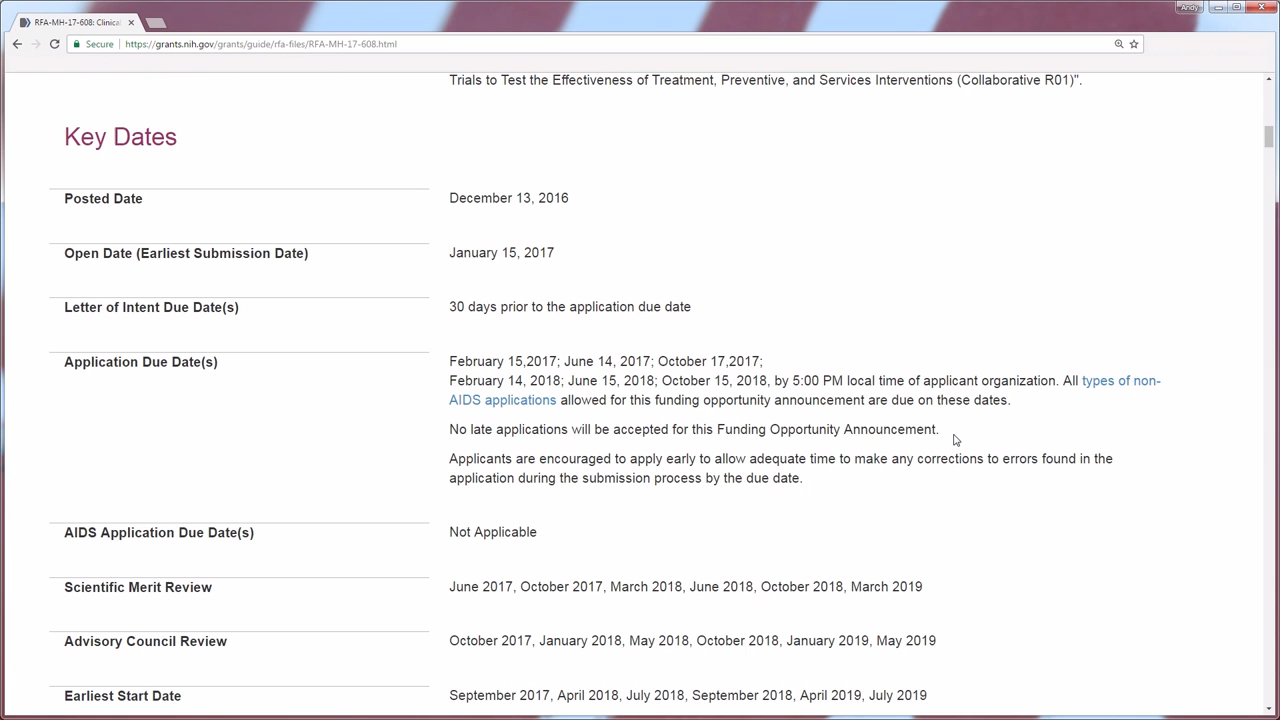 RFA-MH-17-608: Clinical
Andy
Secure
https://grants.nih.gov/grants/guide/rfa-files/RFA-MH-17-608.html
Trials to Test the Effectiveness of Treatment, Preventive, and Services Interventions (Collaborative R01)".
Key Dates
Posted Date
December 13, 2016
Open Date (Earliest Submission Date)
January 15, 2017
Letter of Intent Due Date(s)
30 days prior to the application due date
Application Due Date(s)
February 15,2017; June 14, 2017; October 17,2017;
February 14, 2018; June 15, 2018; October 15, 2018, by 5:00 PM local time of applicant organization. All types of non-
AIDS applications allowed for this funding opportunity announcement are due on these dates.
No late applications will be accepted for this Funding Opportunity Announcement.
Applicants are encouraged to apply early to allow adequate time to make any corrections to errors found in the
application during the submission process by the due date.
AIDS Application Due Date(s)
Not Applicable
Scientific Merit Review
June 2017, October 2017, March 2018, June 2018, October 2018, March 2019
Advisory Council Review
October 2017, January 2018, May 2018, October 2018, January 2019, May 2019
Earliest Start Date
September 2017, April 2018, July 2018, September 2018, April 2019, July 2019